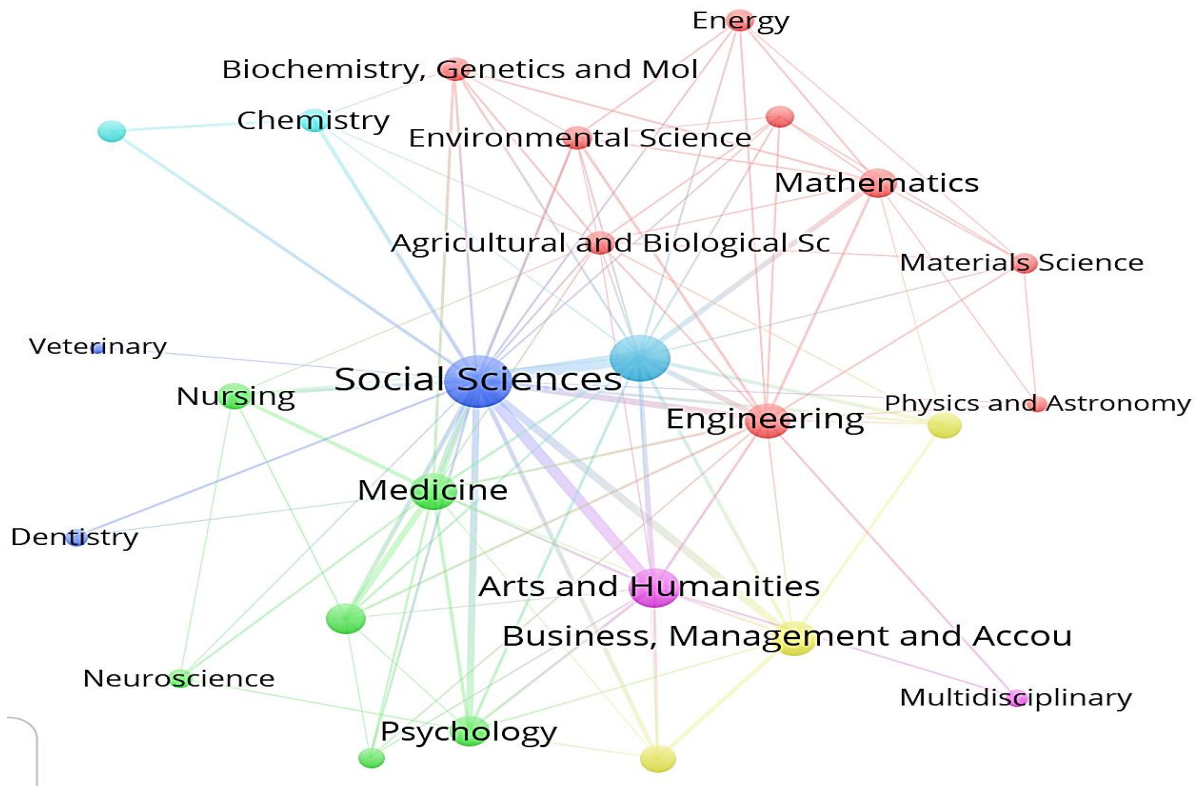 Energy
Biochemistry, Genetics and Mol
Chemistry
Environmental Science
Mathematics
Agricultural and Biological Sc
Materials Science
Veterinary
Nursing
Social Sciences
Physics and Astronomy
Engineering
Medicine
Dentistry
Arts and Humanities
Business, Management and Accou
Neuroscience
Multidisciplinary
Psychology